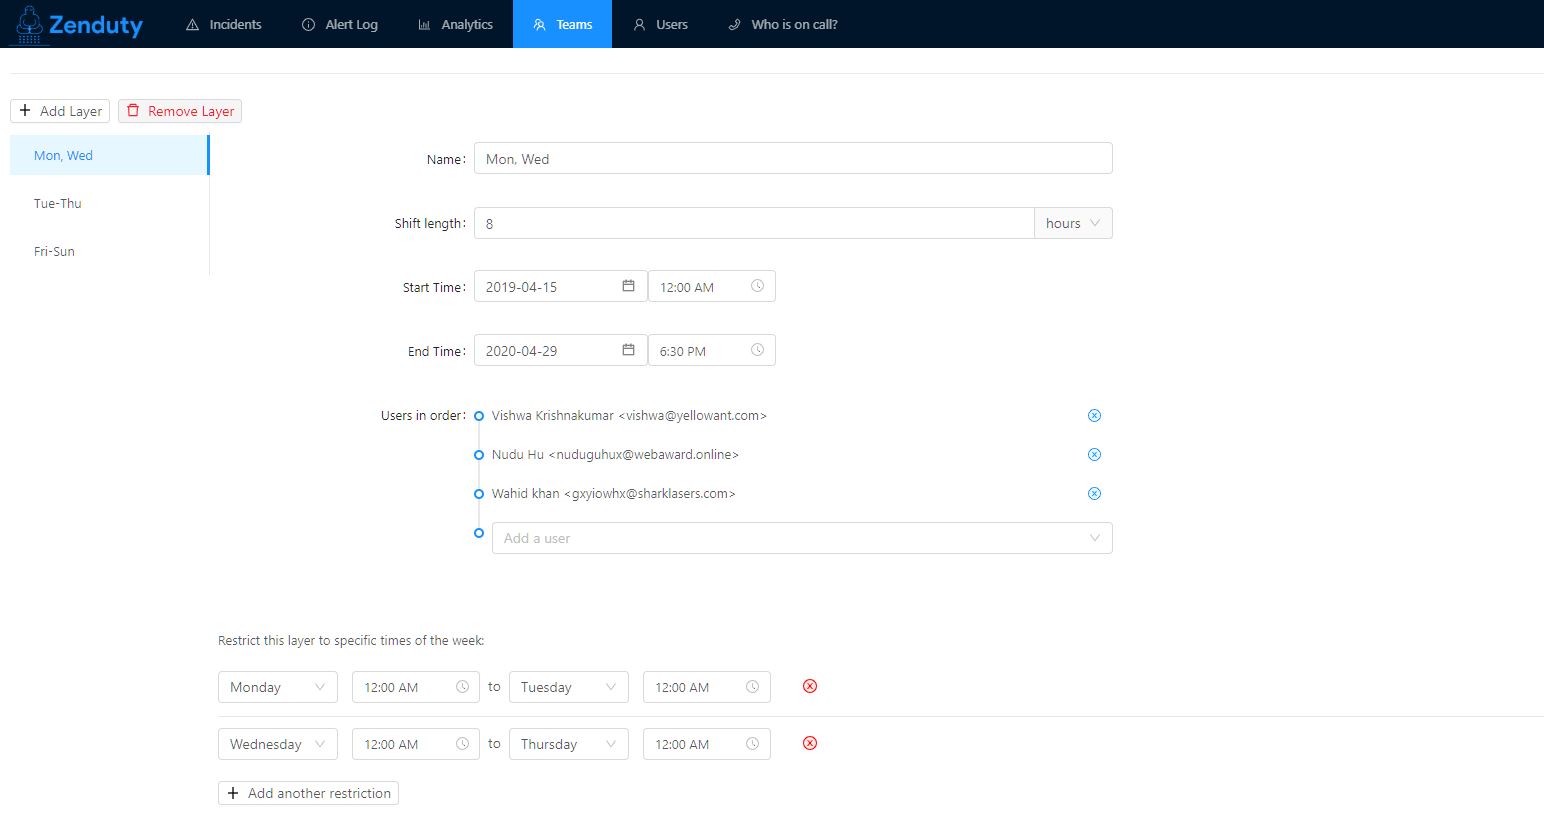 Zenduty Incidents Alert Log Analytics Teams Users Who is on call?
Add Layer Remove Layer
Mon, Wed
Tue-Thu
Fri-Sun
Name: Mon, Wed
Shift length: 8 hours
Start Time: 2019-04-15 12:00 AM
End Time: 2020-04-29 6:30 PM
Users in order: Vishwa Krishnakumar <vishwa@yellowant.com>
Nudu Hu <nuduguhux@webaward.online>
Wahid khan <gxyiowhx@sharklasers.com>
Add a user
Restrict this layer to specific times of the week:
Monday 12:00 AM to Tuesday 12:00 AM
Wednesday 12:00 AM to Thursday 12:00 AM
Add another restriction